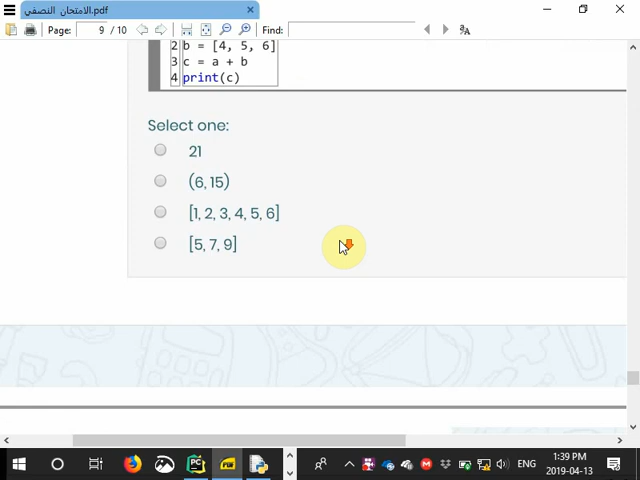 الامتحان النصفي.pdf
Page: 9 / 10 Find:
2 b = [4, 5, 6]
3 c = a + b
4 print(c)
Select one:
21
(6, 15)
[1, 2, 3, 4, 5, 6]
[5, 7, 9]
ENG 1:39 PM
2019-04-13